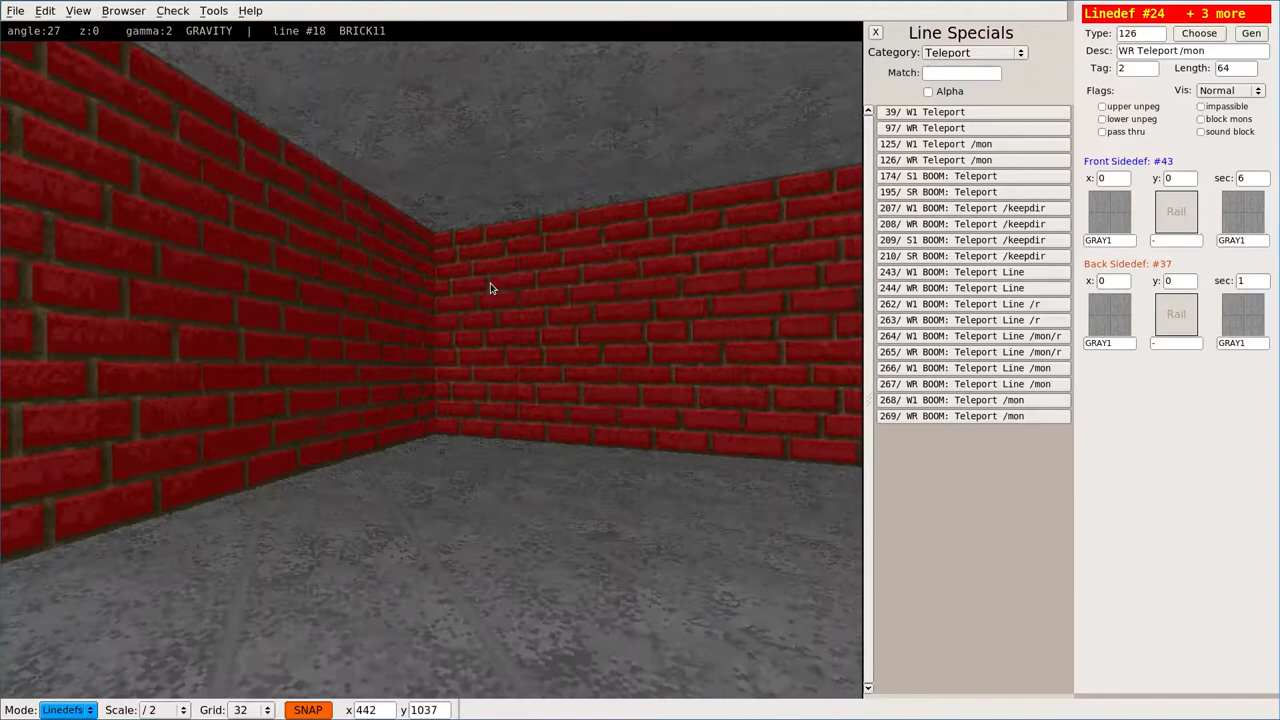 File Edit View Browser Check Tools Help
angle:27 z:0 gamma:2 GRAVITY | line #18 BRICK11
X Line Specials
Category: Teleport
Match:
Alpha
39/ W1 Teleport
97/ WR Teleport
125/ W1 Teleport /mon
126/ WR Teleport /mon
174/ S1 BOOM: Teleport
195/ SR BOOM: Teleport
207/ W1 BOOM: Teleport /keepdir
208/ WR BOOM: Teleport /keepdir
209/ S1 BOOM: Teleport /keepdir
210/ SR BOOM: Teleport /keepdir
243/ W1 Teleport Line
244/ WR Teleport Line
262/ W1 BOOM: Teleport Line /r
263/ WR BOOM: Teleport Line /r
264/ W1 BOOM: Teleport Line /mon/r
265/ WR BOOM: Teleport Line /mon/r
266/ W1 BOOM: Teleport Line /mon
267/ WR BOOM: Teleport Line /mon
268/ W1 BOOM: Teleport /mon
269/ WR BOOM: Teleport /mon
Linedef #24 + 3 more
Type: 126 Choose Gen
Desc: WR Teleport /mon
Tag: 2 Length: 64
Flags: Vis: Normal
upper unpeg impassible
lower unpeg block mons
pass thru sound block
Front Sidedef: #43
x: 0 y: 0 sec: 6
Rail
GRAY1 - GRAY1
Back Sidedef: #37
x: 0 y: 0 sec: 1
Rail
GRAY1 - GRAY1
Mode: Linedefs Scale: / 2 Grid: 32 SNAP x 442 y 1037